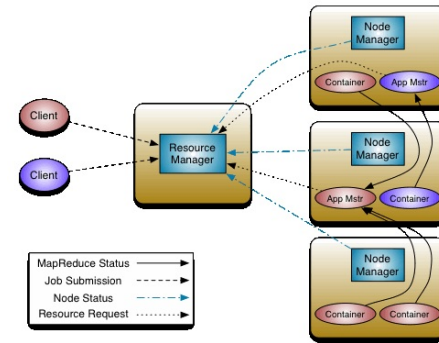 Node
Manager
Container
App Mstr
Client
Resource
Manager
Client
Node
Manager
App Mstr
Container
Node
Manager
Container
Container
MapReduce Status
Job Submission
Node Status
Resource Request